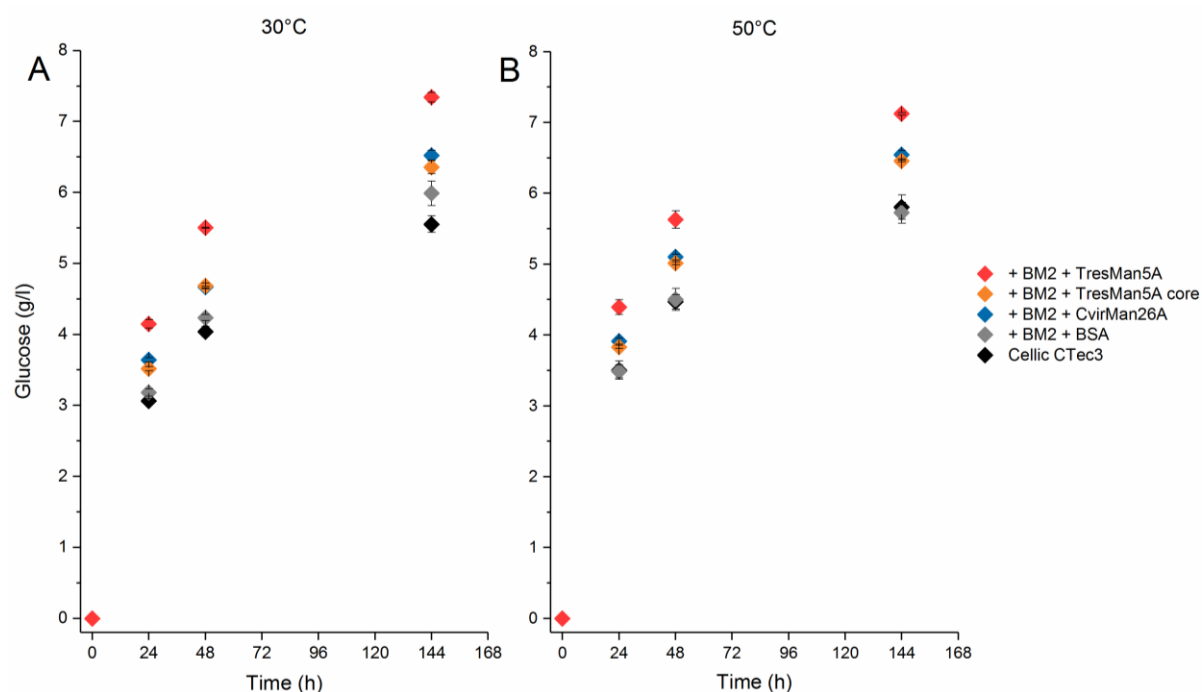 30°C
50°C
A
B
8
7
6
5
4
3
2
1
0
Glucose (g/l)
0 24 48 72 96 120 144 168
Time (h)
8
7
6
5
4
3
2
1
0
0 24 48 72 96 120 144 168
Time (h)
+ BM2 + TresMan5A
+ BM2 + TresMan5A core
+ BM2 + CvirMan26A
+ BM2 + BSA
Cellic CTec3